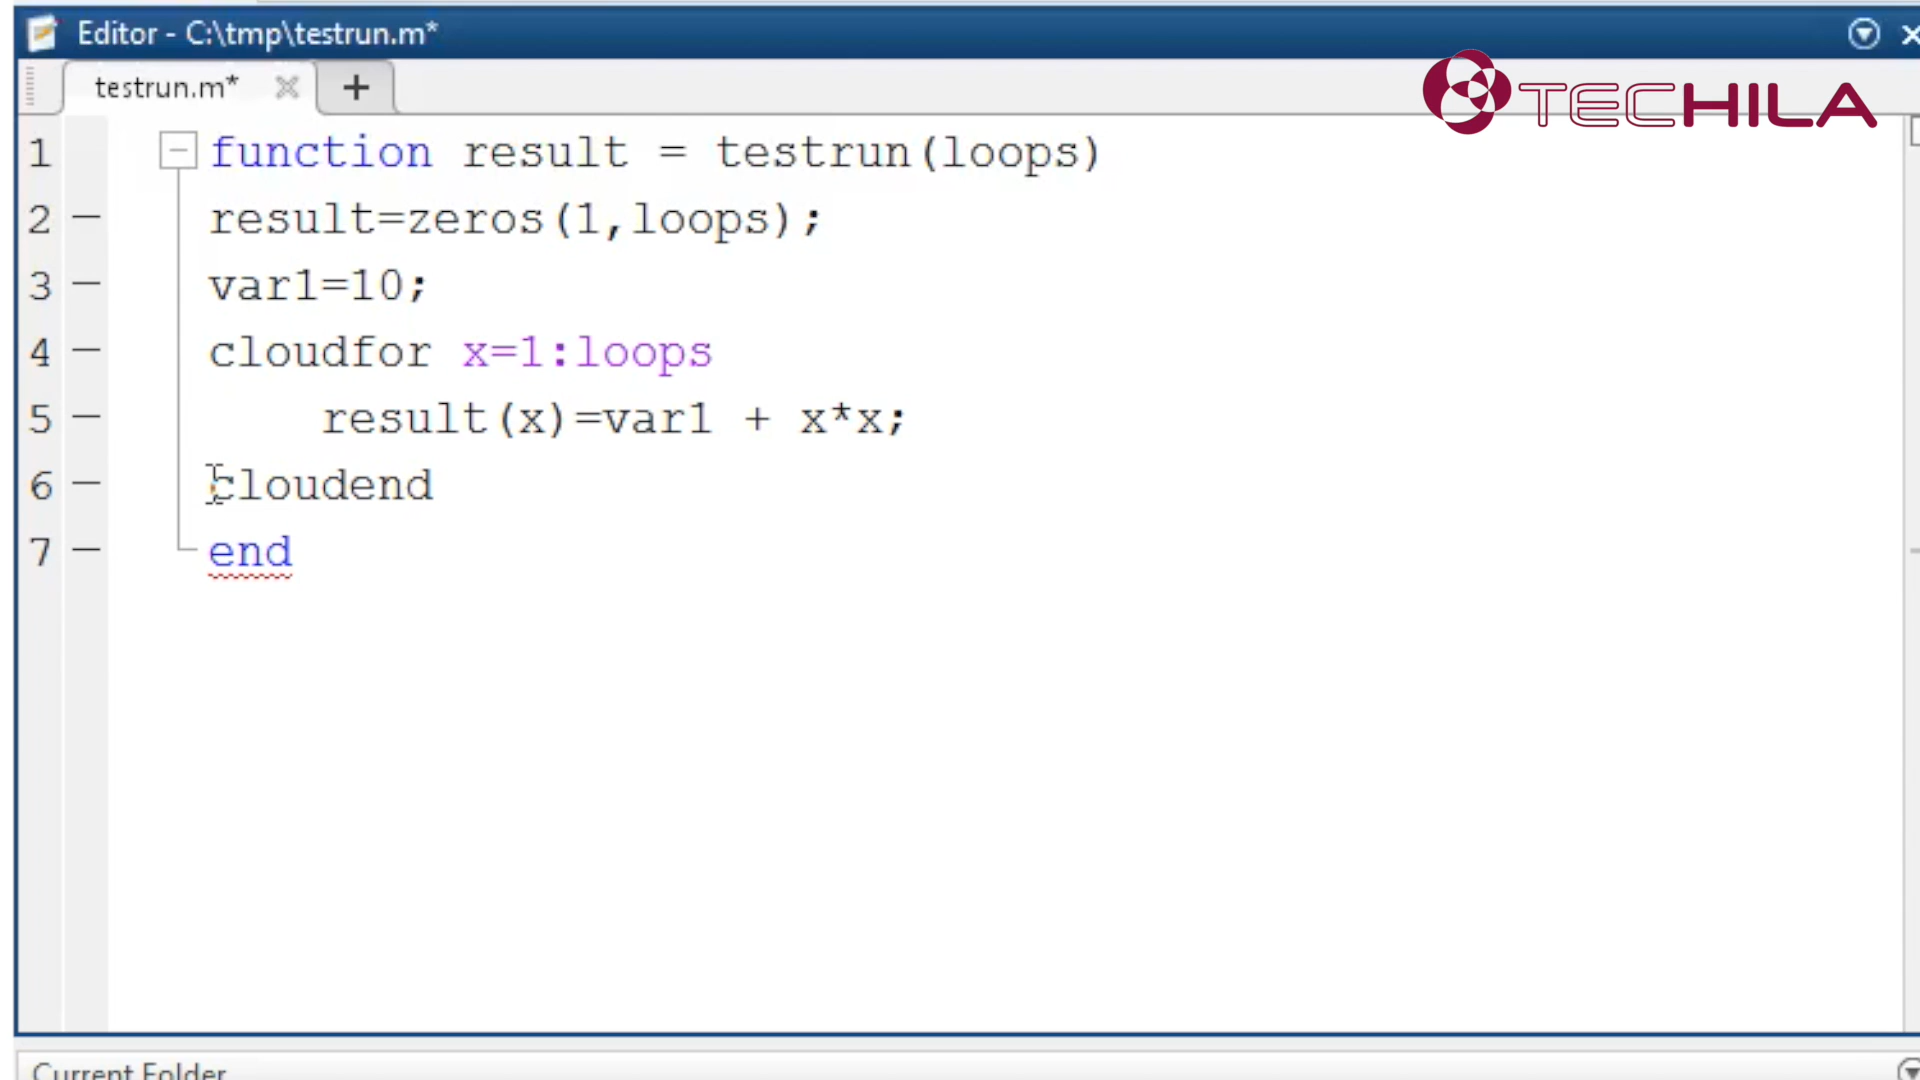 Editor - C:\tmp\testrun.m*
testrun.m*
TECHILA
1 function result = testrun(loops)
2 result=zeros(1,loops);
3 var1=10;
4 cloudfor x=1:loops
5 result(x)=var1 + x*x;
6 cloudend
7 end
Current Folder